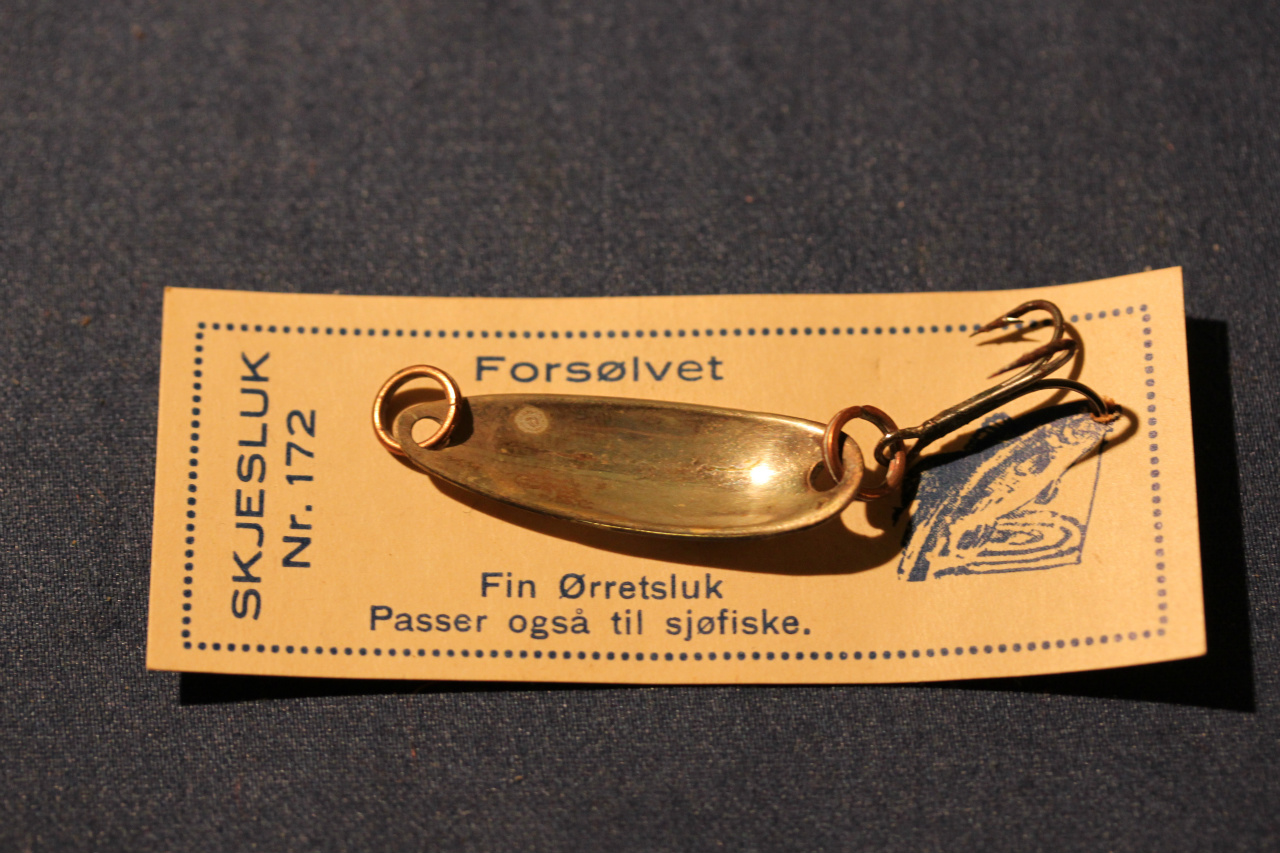 SKJESLUK
Nr. 172
Forsølvet
Fin Ørretsluk
Passer også til sjøfiske.